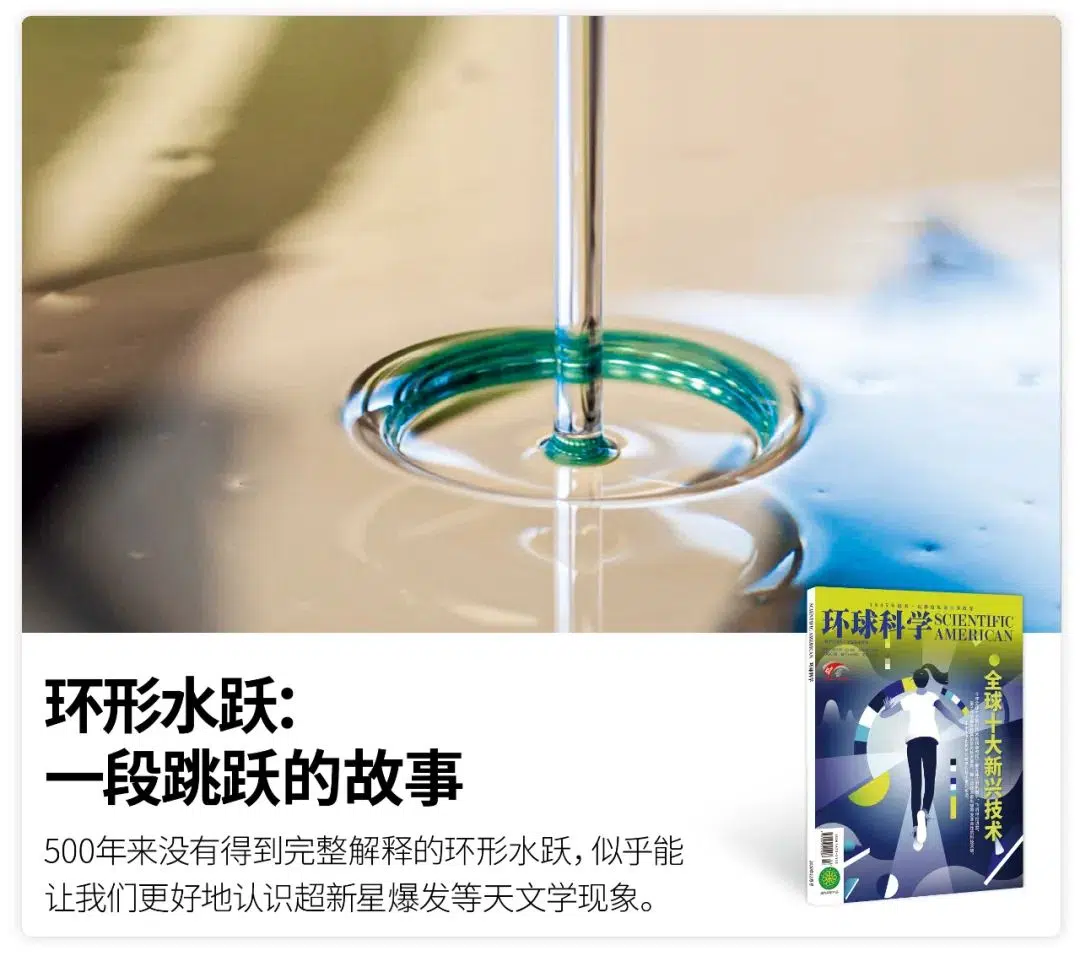 环球科学
SCIENTIFIC
AMERICAN
全球十大新兴技术
环形水跃:
一段跳跃的故事
500年来没有得到完整解释的环形水跃，似乎能
让我们更好地认识超新星爆发等天文学现象。